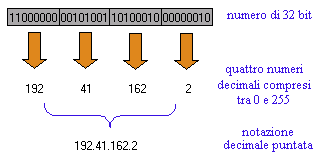 11000000 00101001 10100010 00000010 numero di 32 bit
192 41 162 2
quattro numeri
decimali compresi
tra 0 e 255
192.41.162.2
notazione
decimale puntata